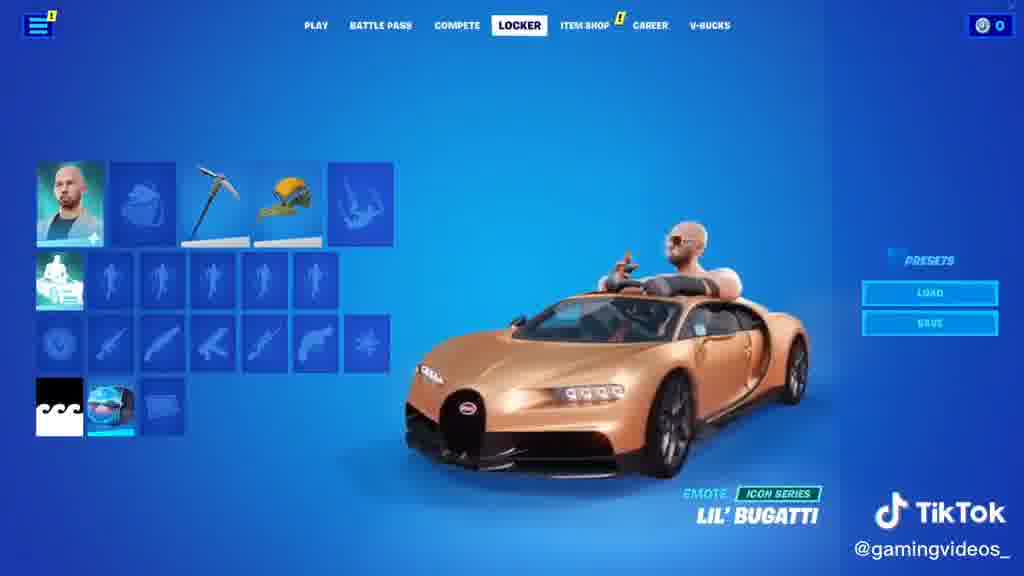 PLAY BATTLE PASS COMPETE LOCKER ITEM SHOP ! CAREER V-BUCKS
!
0
PRESETS
LOAD
SAVE
EMOTE ICON SERIES
LIL' BUGATTI
TikTok
@gamingvideos_